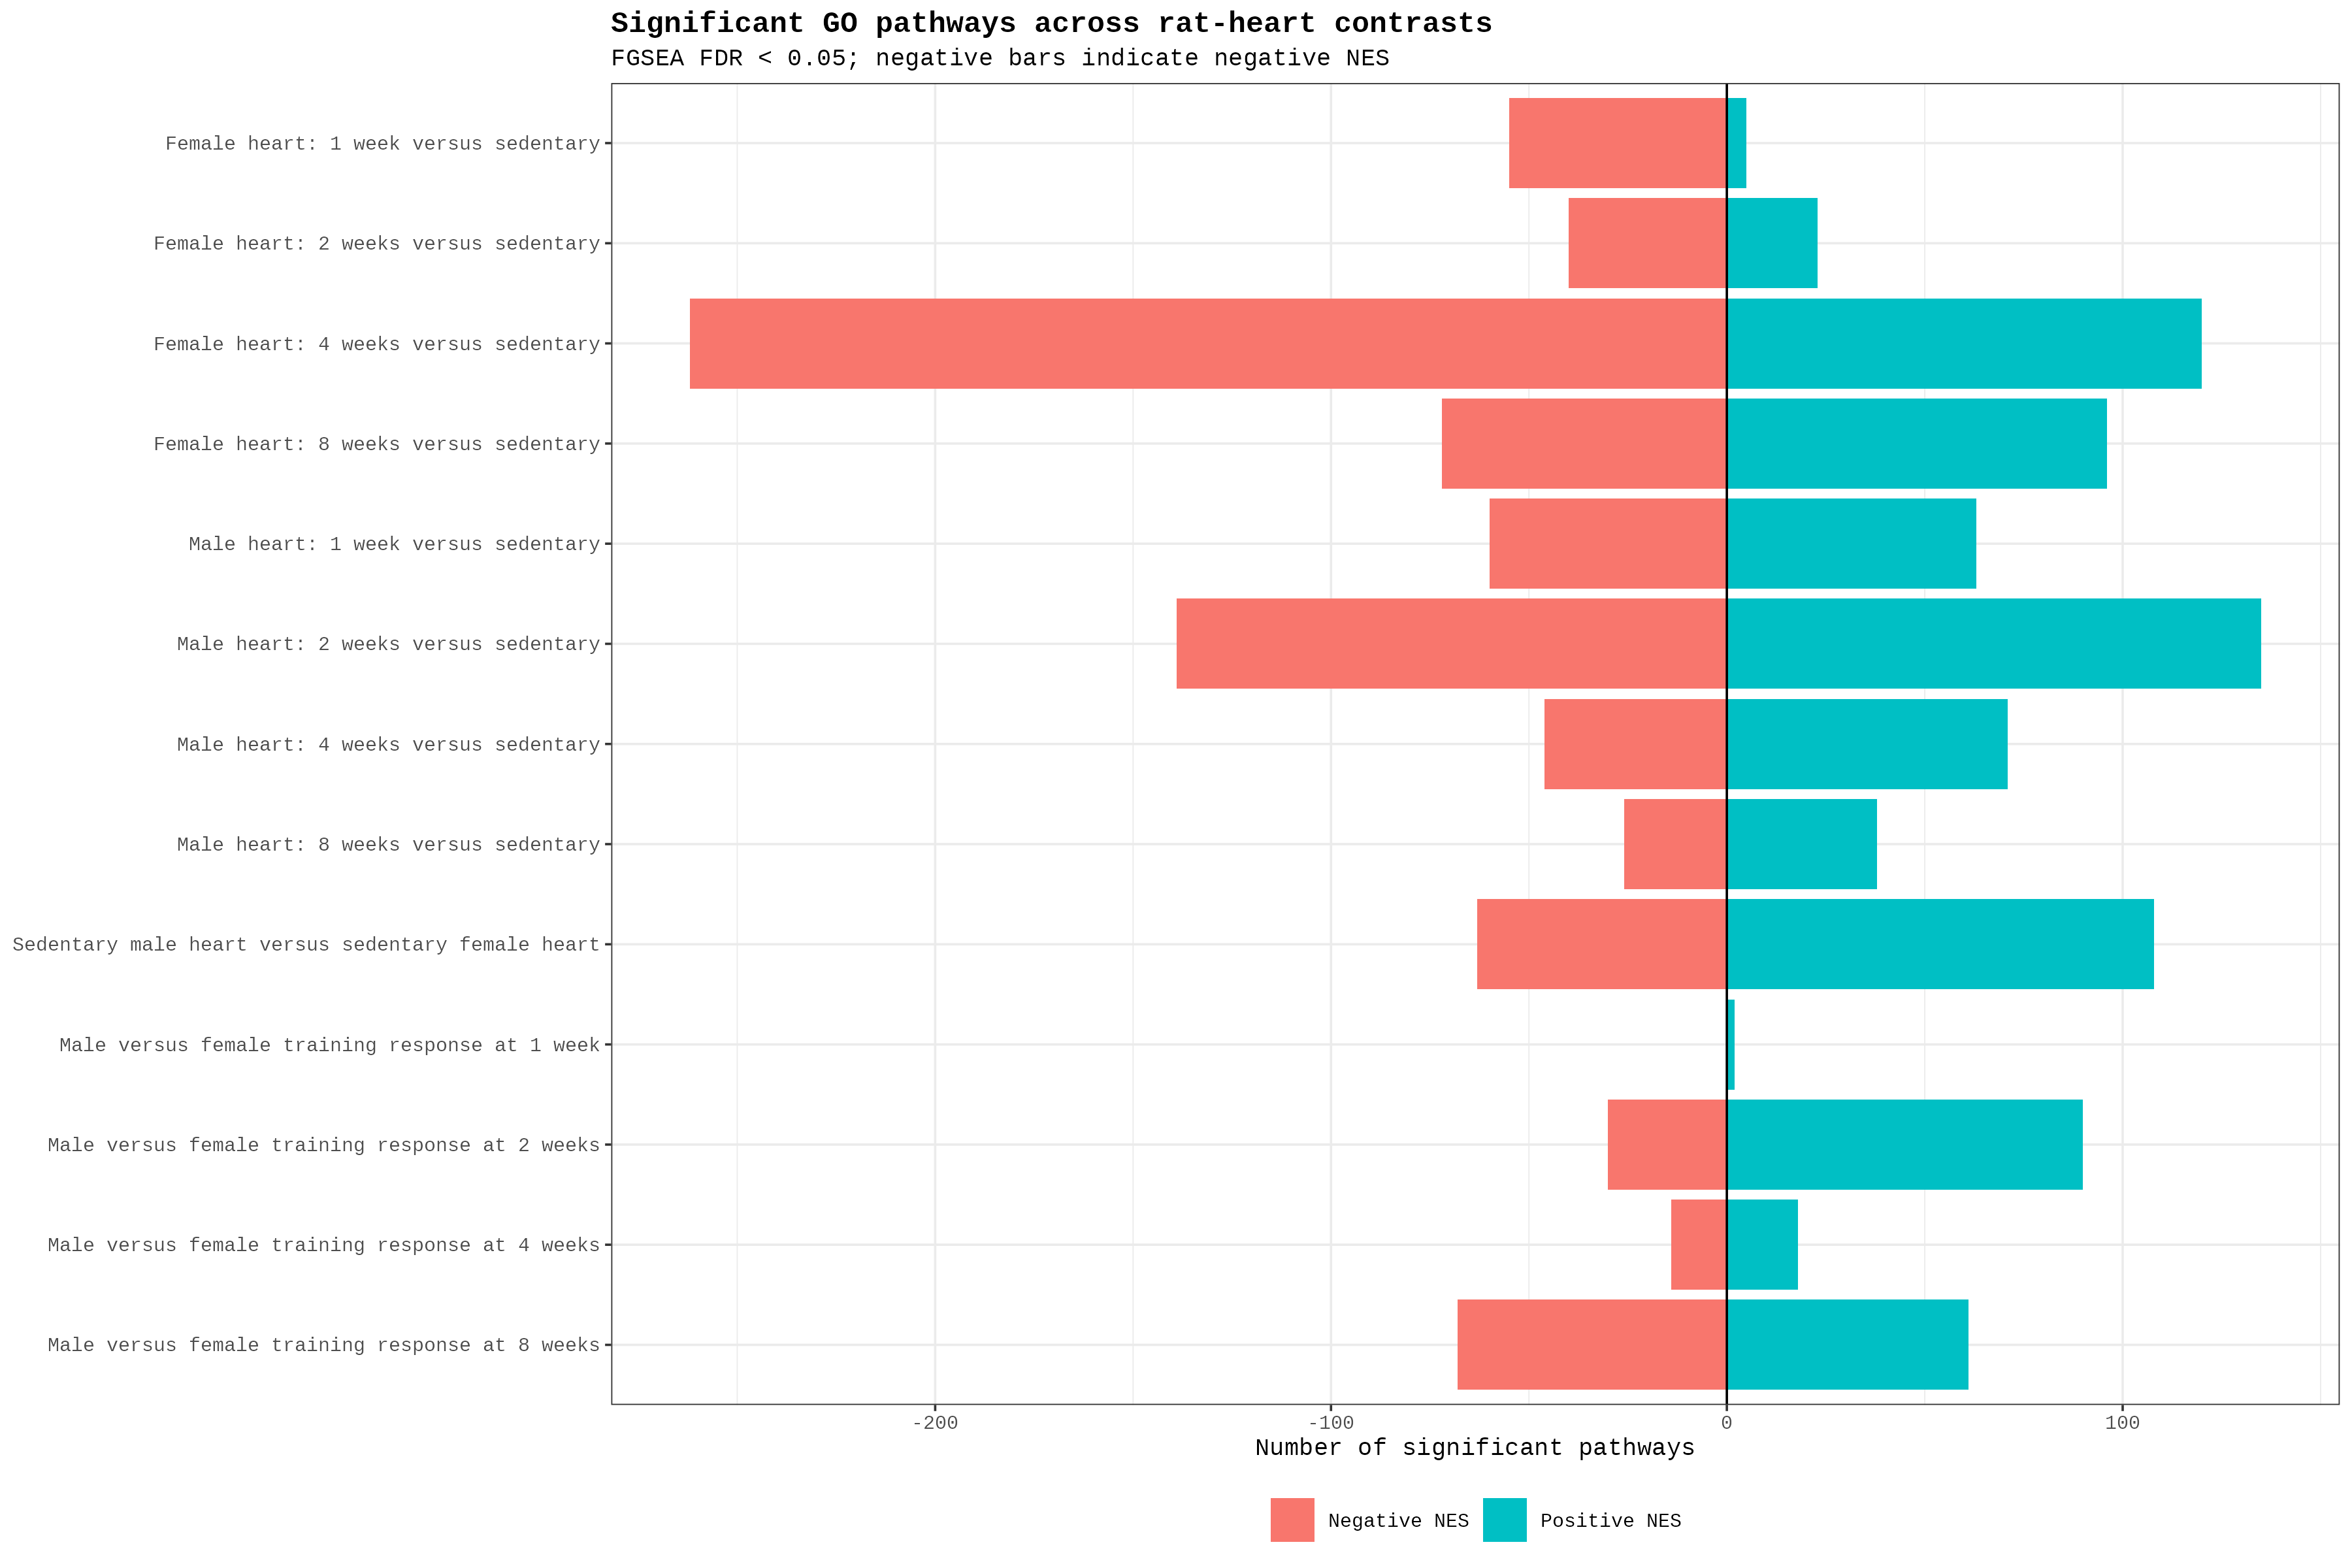 Significant GO pathways across rat-heart contrasts
FGSEA FDR < 0.05; negative bars indicate negative NES
Female heart: 1 week versus sedentary
Female heart: 2 weeks versus sedentary
Female heart: 4 weeks versus sedentary
Female heart: 8 weeks versus sedentary
Male heart: 1 week versus sedentary
Male heart: 2 weeks versus sedentary
Male heart: 4 weeks versus sedentary
Male heart: 8 weeks versus sedentary
Sedentary male heart versus sedentary female heart
Male versus female training response at 1 week
Male versus female training response at 2 weeks
Male versus female training response at 4 weeks
Male versus female training response at 8 weeks
-200 -100 0 100
Number of significant pathways
Negative NES Positive NES